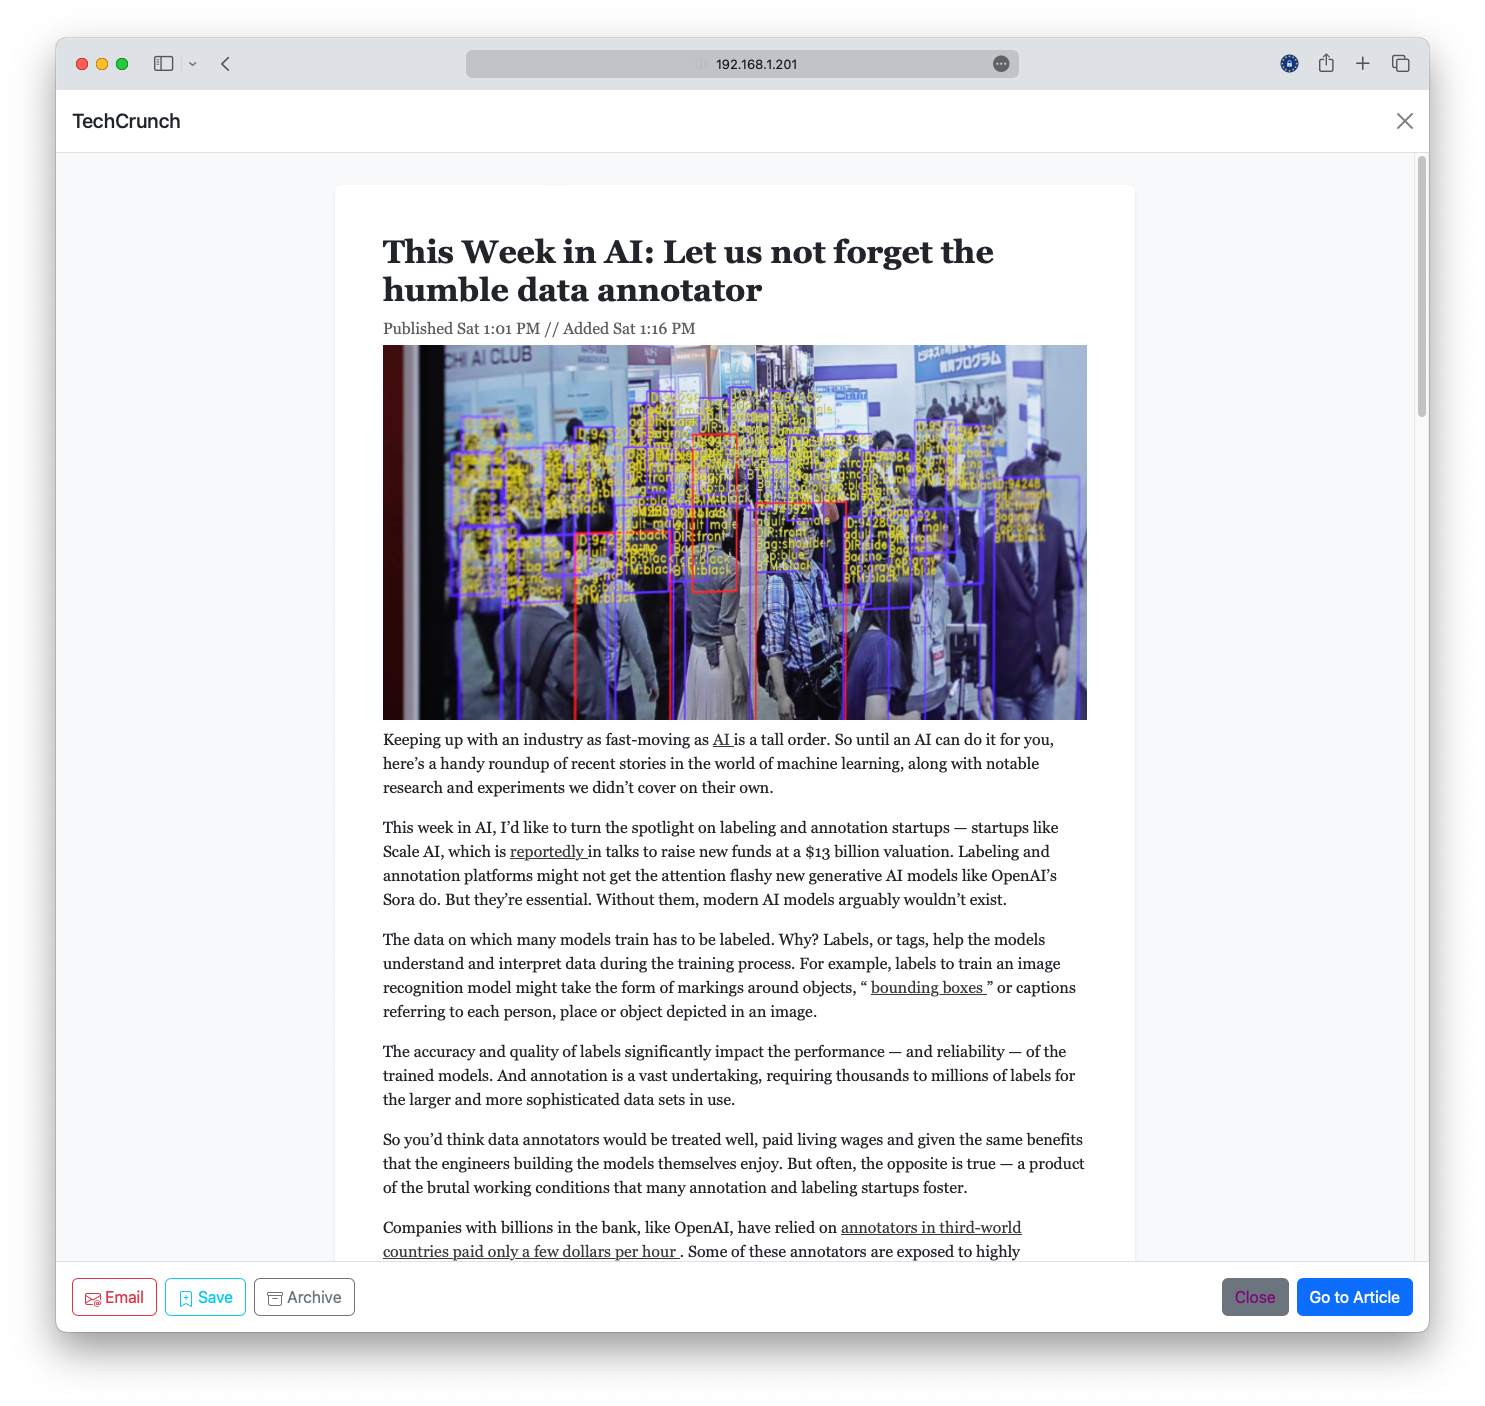 192.168.1.201
TechCrunch
This Week in AI: Let us not forget the
humble data annotator
Published Sat 1:01 PM // Added Sat 1:16 PM
CHI AI CLUB
教育プログラム
Keeping up with an industry as fast-moving as AI is a tall order. So until an AI can do it for you,
here’s a handy roundup of recent stories in the world of machine learning, along with notable
research and experiments we didn’t cover on their own.
This week in AI, I’d like to turn the spotlight on labeling and annotation startups — startups like
Scale AI, which is reportedly in talks to raise new funds at a $13 billion valuation. Labeling and
annotation platforms might not get the attention flashy new generative AI models like OpenAI’s
Sora do. But they’re essential. Without them, modern AI models arguably wouldn’t exist.
The data on which many models train has to be labeled. Why? Labels, or tags, help the models
understand and interpret data during the training process. For example, labels to train an image
recognition model might take the form of markings around objects, “ bounding boxes ” or captions
referring to each person, place or object depicted in an image.
The accuracy and quality of labels significantly impact the performance — and reliability — of the
trained models. And annotation is a vast undertaking, requiring thousands to millions of labels for
the larger and more sophisticated data sets in use.
So you’d think data annotators would be treated well, paid living wages and given the same benefits
that the engineers building the models themselves enjoy. But often, the opposite is true — a product
of the brutal working conditions that many annotation and labeling startups foster.
Companies with billions in the bank, like OpenAI, have relied on annotators in third-world
countries paid only a few dollars per hour . Some of these annotators are exposed to highly
Email
Save
Archive
Close
Go to Article